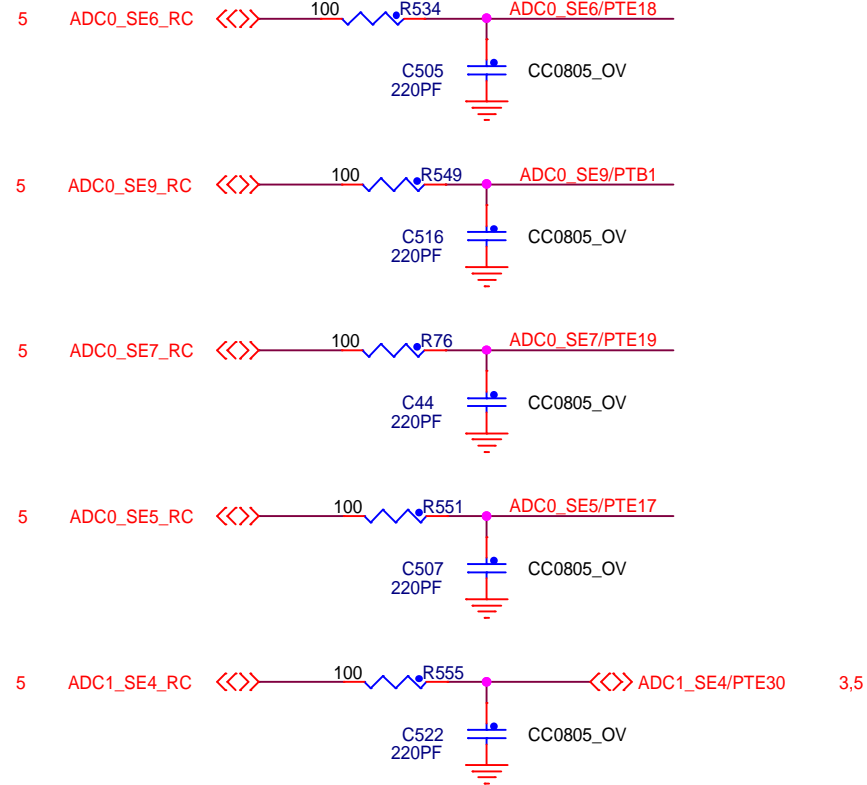 5 ADC0_SE6_RC 100 R534 ADC0_SE6/PTE18
C505 CC0805_OV
220PF
5 ADC0_SE9_RC 100 R549 ADC0_SE9/PTB1
C516 CC0805_OV
220PF
5 ADC0_SE7_RC 100 R76 ADC0_SE7/PTE19
C44 CC0805_OV
220PF
5 ADC0_SE5_RC 100 R551 ADC0_SE5/PTE17
C507 CC0805_OV
220PF
5 ADC1_SE4_RC 100 R555 ADC1_SE4/PTE30 3,5
C522 CC0805_OV
220PF